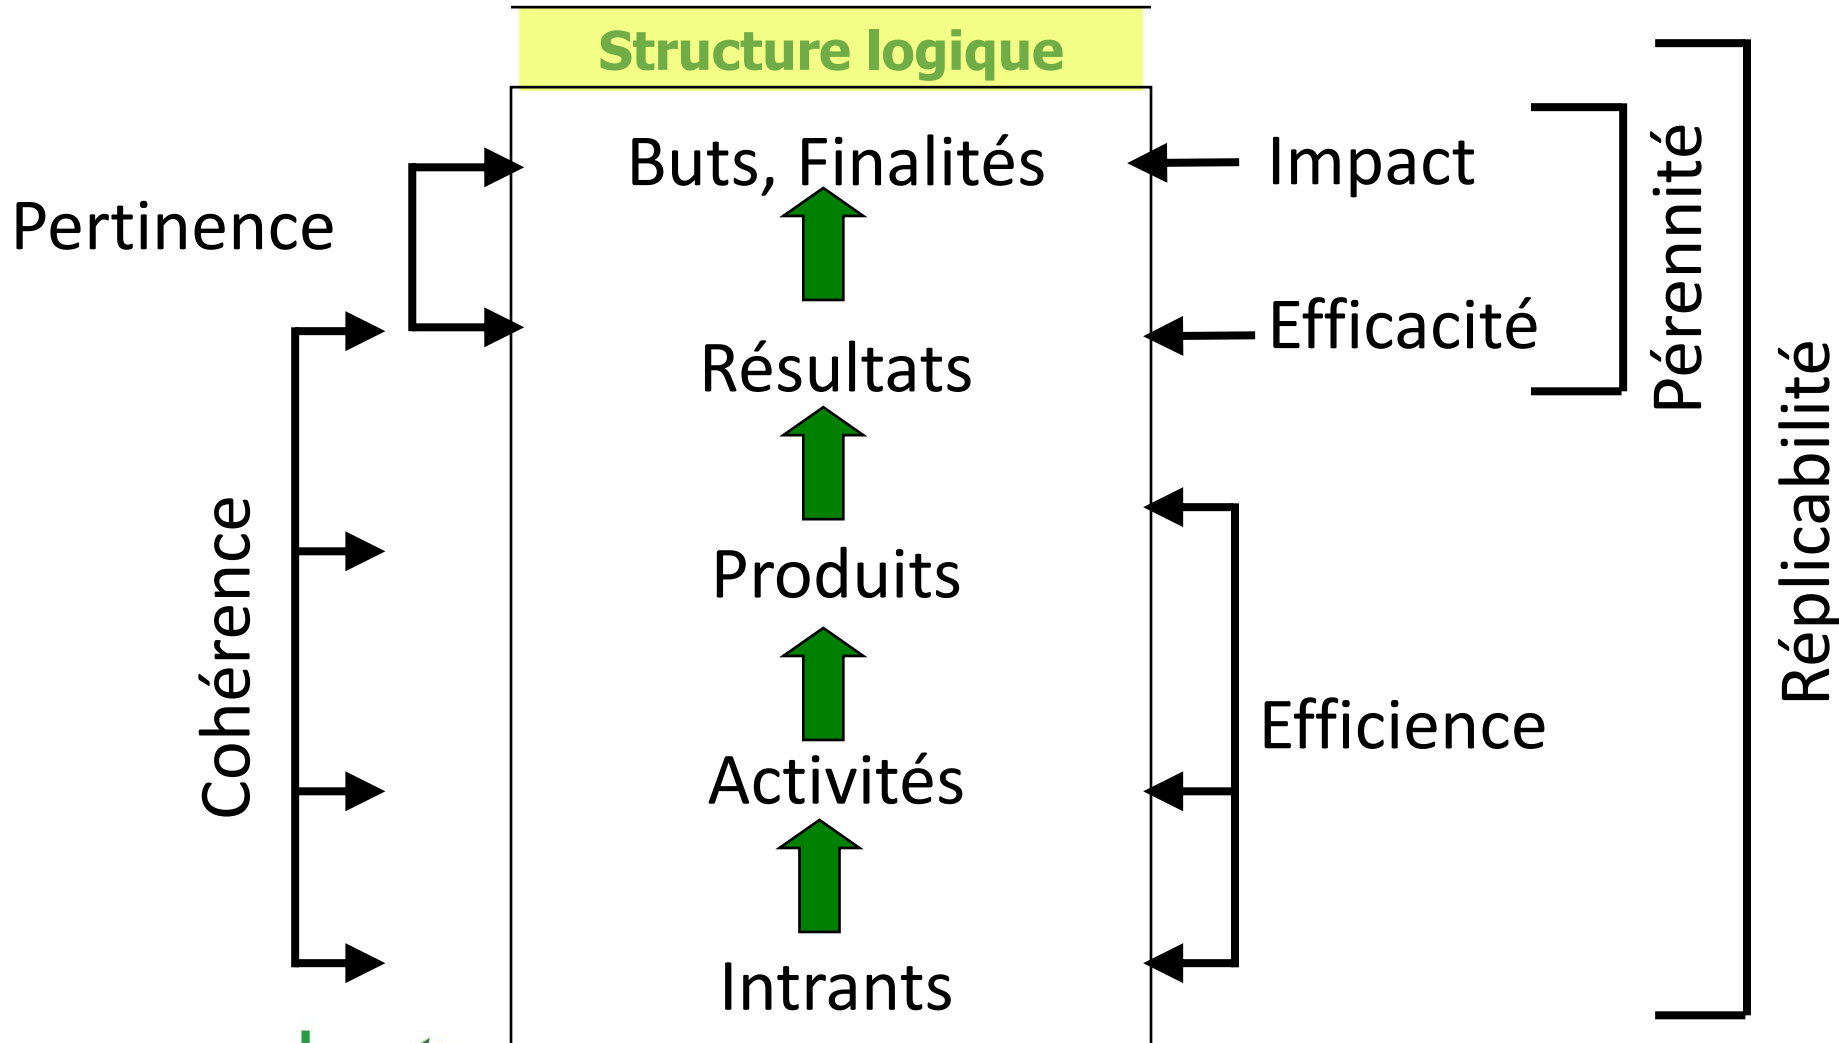 Structure logique
Buts, Finalités
Impact
Pertinence
Pérennité
Efficacité
Résultats
Réplicabilité
Cohérence
Produits
Efficience
Activités
Intrants